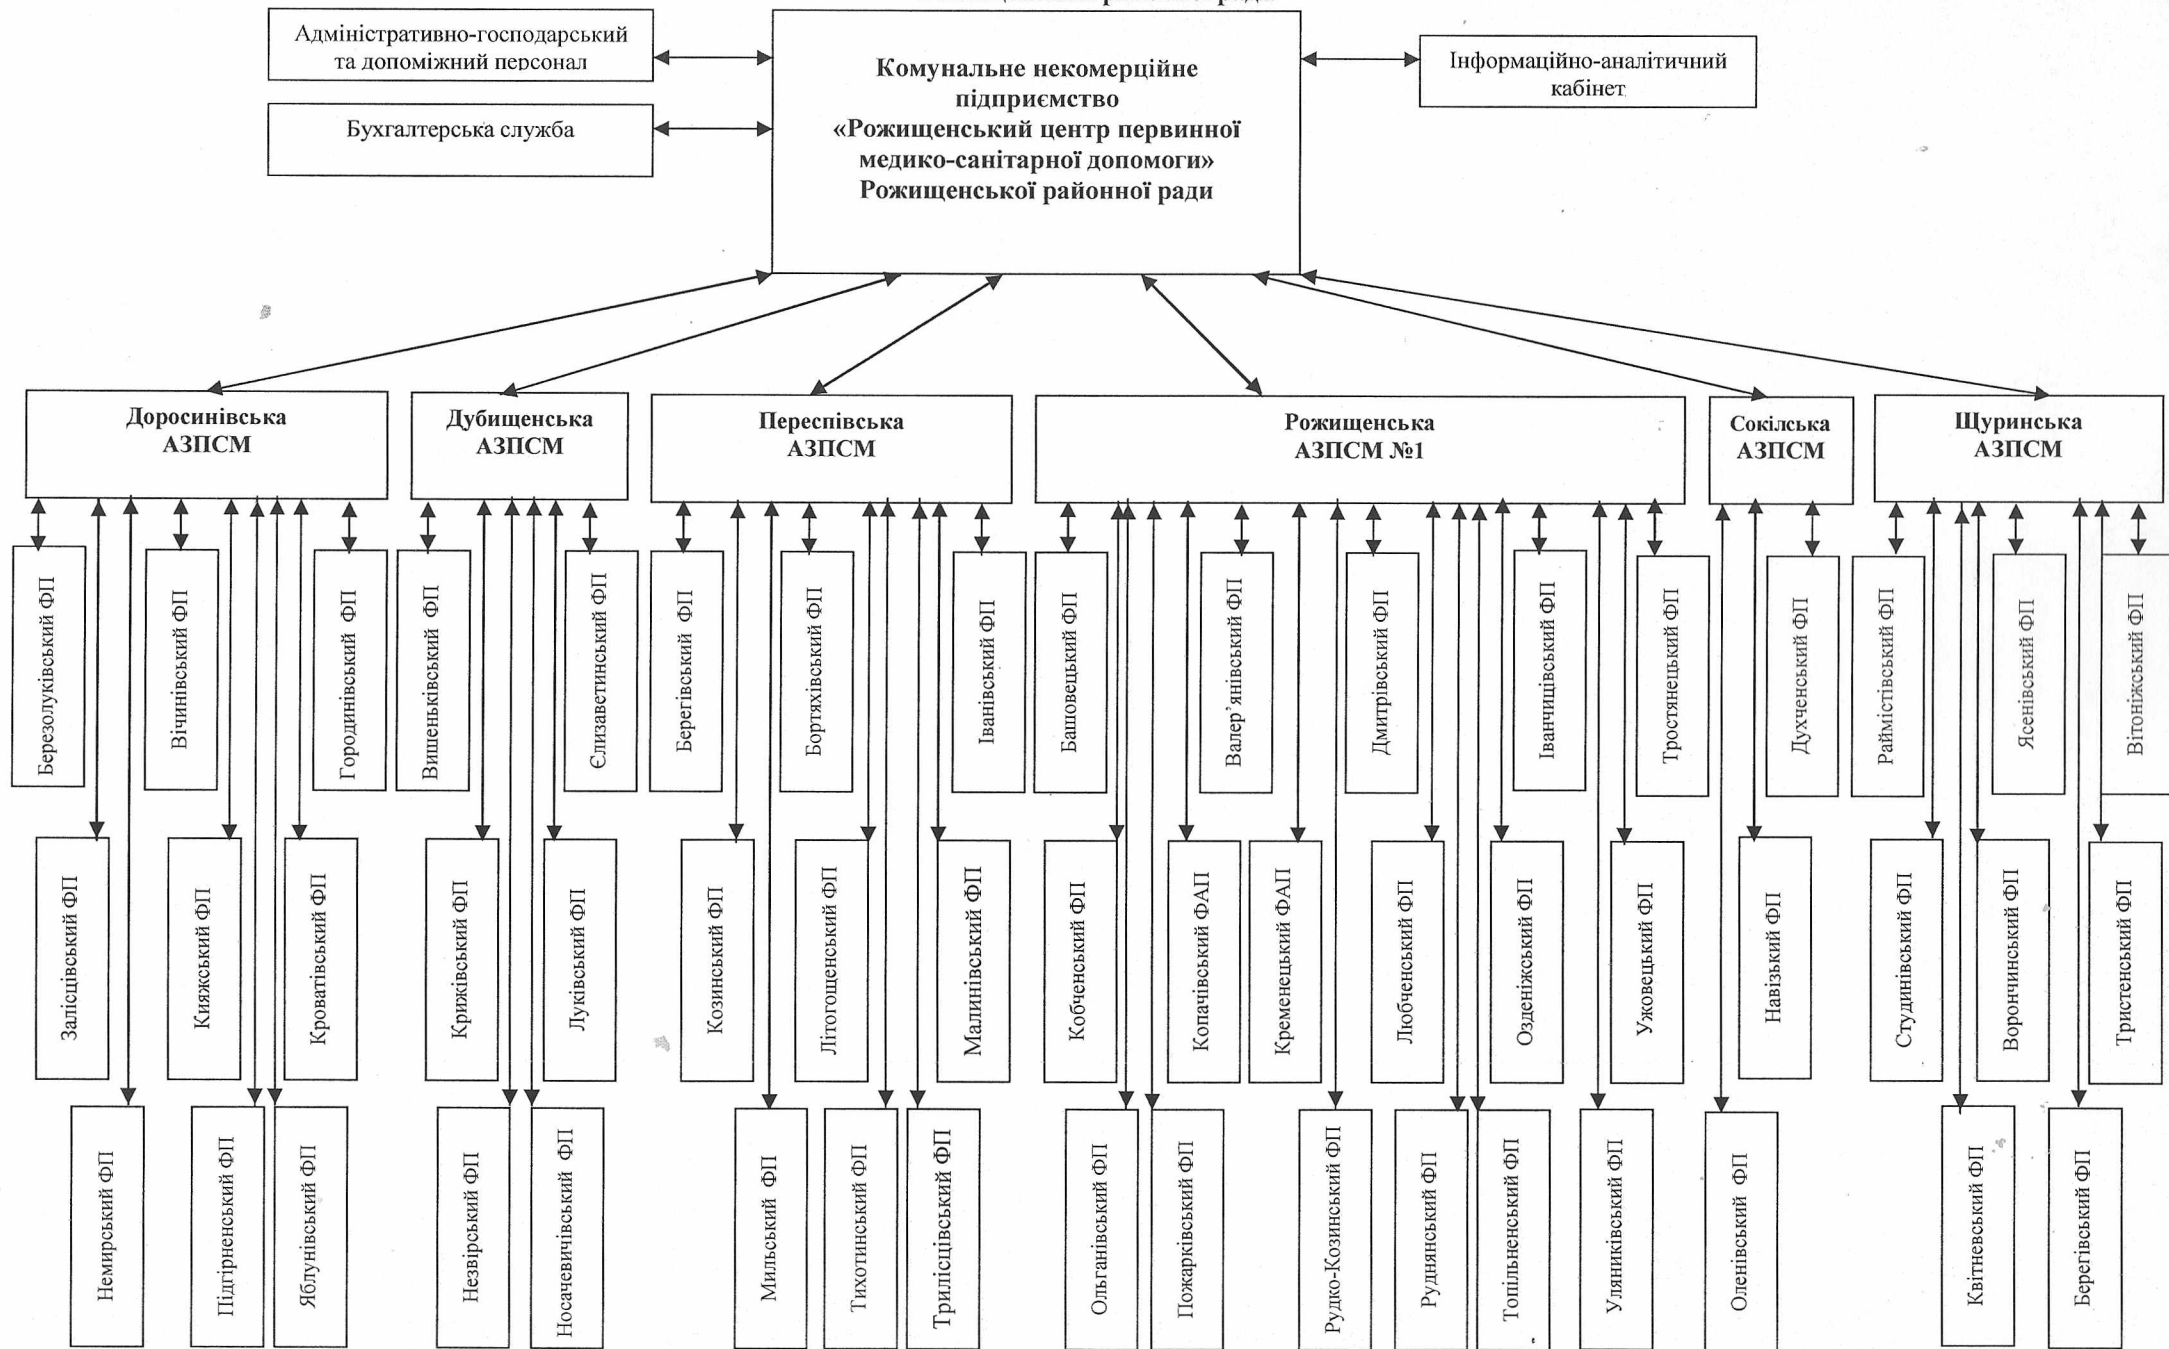 Адміністративно-господарський
та допоміжний персонал
Бухгалтерська служба
Комунальне некомерційне
підприємство
«Рожищенський центр первинної
медико-санітарної допомоги»
Рожищенської районної ради
Інформаційно-аналітичний
кабінет
Доросинівська
АЗПСМ
Дубищенська
АЗПСМ
Переспівська
АЗПСМ
Рожищенська
АЗПСМ №1
Сокілська
АЗПСМ
Щуринська
АЗПСМ
Березолуківський ФП
Вічинівський ФП
Городинівський ФП
Вишеньківський ФП
Єлизаветинський ФП
Берегівський ФП
Бортяхівський ФП
Іванівський ФП
Башовецький ФП
Валер’янівський ФП
Дмитрівський ФП
Іванчицівський ФП
Тростянецький ФП
Духченський ФП
Раймістівський ФП
Ясенівський ФП
Вітоніжський ФП
Залісцівський ФП
Кияжський ФП
Кроватівський ФП
Крижівський ФП
Луківський ФП
Козинський ФП
Літогощенський ФП
Малинівський ФП
Кобченський ФП
Копачівський ФАП
Кременецький ФАП
Любченський ФП
Озденіжський ФП
Ужовецький ФП
Навізький ФП
Студинівський ФП
Ворончинський ФП
Тристенський ФП
Немирський ФП
Підгірненський ФП
Яблунівський ФП
Незвірський ФП
Носачевичівський ФП
Мильський ФП
Тихотинський ФП
Трилісцівський ФП
Ольганівський ФП
Пожарківський ФП
Рудко-Козинський ФП
Руднянський ФП
Топільненський ФП
Уляниківський ФП
Оленівський ФП
Квітневський ФП
Берегівський ФП